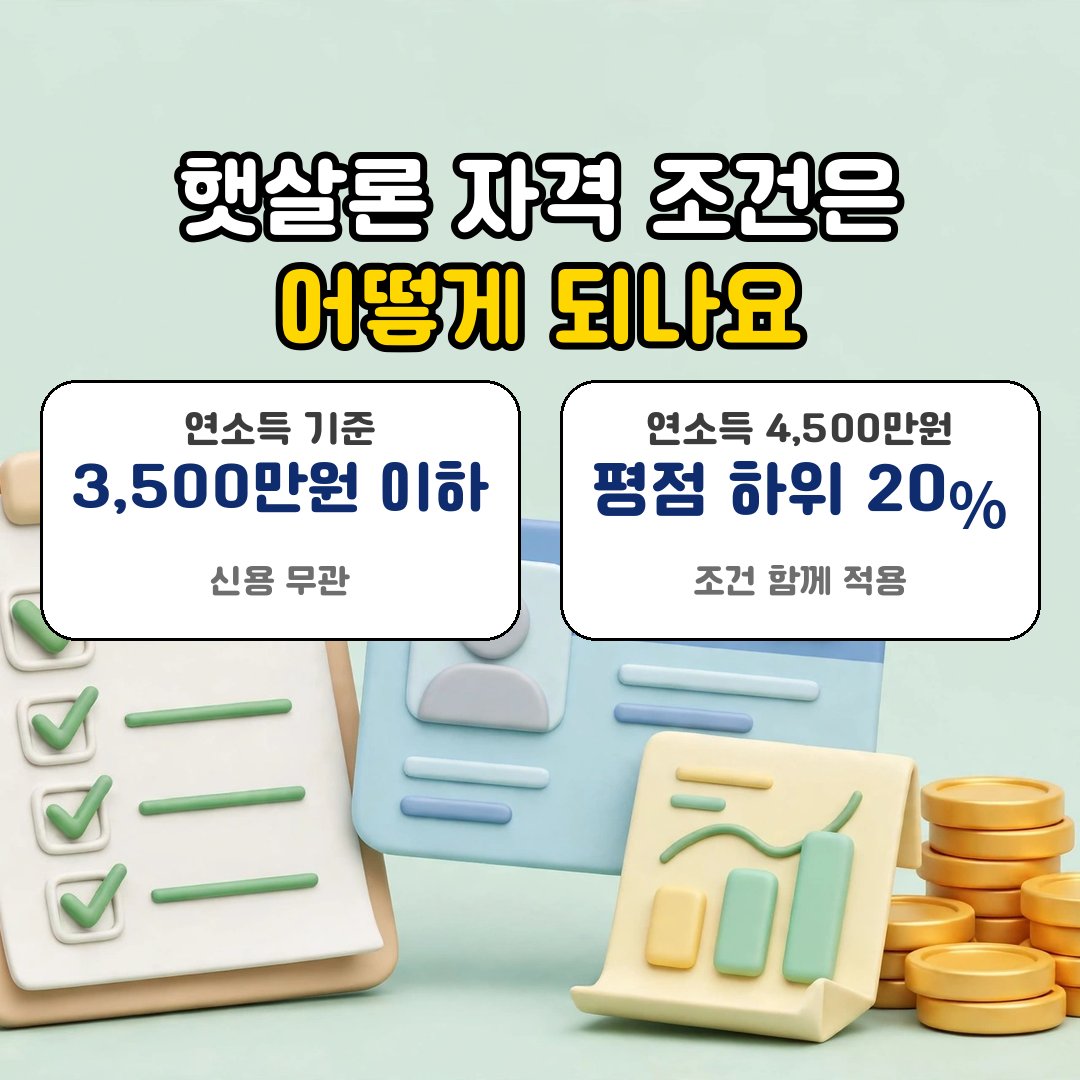 햇살론 자격 조건은
어떻게 되나요
연소득 기준
3,500만원 이하
신용 무관
연소득 4,500만원
평점 하위 20%
조건 함께 적용